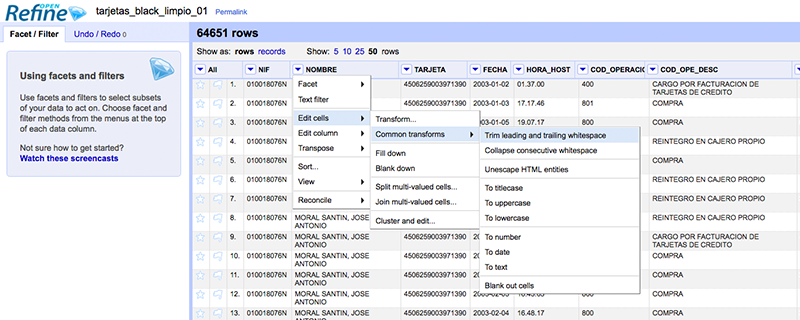 OPEN
Refine
tarjetas_black_limpio_01 Permalink
Facet / Filter Undo / Redo 0
64651 rows
Show as: rows records Show: 5 10 25 50 rows
Using facets and filters
Use facets and filters to select subsets
of your data to act on. Choose facet and
filter methods from the menus at the top
of each data column.
Not sure how to get started?
Watch these screencasts
All NIF NOMBRE TARJETA FECHA HORA_HOST COD_OPERACIO COD_OPE_DESC
1. 010018076N 4506259003971390 2003-01-02 01.37.00 400 CARGO POR FACTURACION DE
TARJETAS DE CREDITO
2. 010018076N 4506259003971390 2003-01-03 17.17.46 801 COMPRA
3. 010018076N 4506259003971390 2003-01-05 19.07.17 800 COMPRA
4. 010018076N REINTEGRO EN CAJERO PROPIO
5. 010018076N COMPRA
6. 010018076N REINTEGRO EN CAJERO PROPIO
7. 010018076N REINTEGRO EN CAJERO PROPIO
8. 010018076N MORAL SANTIN, JOSE
ANTONIO 4506259003971390 REINTEGRO EN CAJERO PROPIO
9. 010018076N MORAL SANTIN, JOSE
ANTONIO 4506259003971390 CARGO POR FACTURACION DE
TARJETAS DE CREDITO
10. 010018076N MORAL SANTIN, JOSE
ANTONIO 4506259003971390 COMPRA
11. 010018076N MORAL SANTIN, JOSE
ANTONIO 4506259003971390 COMPRA
12. 010018076N MORAL SANTIN, JOSE
ANTONIO 4506259003971390 2003-02-03 COMPRA
13. 010018076N MORAL SANTIN, JOSE 4506259003971390 2003-02-04 16.48.17 800 COMPRA
Facet
Text filter
Edit cells
Edit column
Transpose
Sort...
View
Reconcile
Transform...
Common transforms
Fill down
Blank down
Split multi-valued cells...
Join multi-valued cells...
Cluster and edit...
Trim leading and trailing whitespace
Collapse consecutive whitespace
Unescape HTML entities
To titlecase
To uppercase
To lowercase
To number
To date
To text
Blank out cells